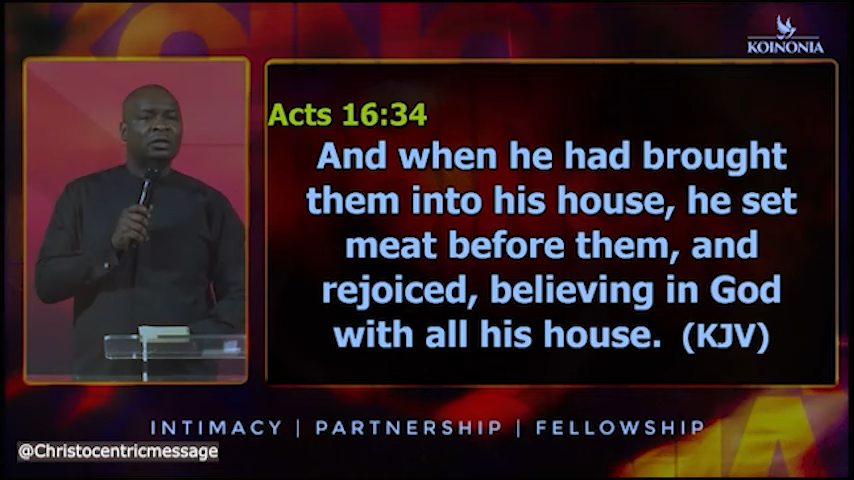 KOINONIA
Acts 16:34
And when he had brought
them into his house, he set
meat before them, and
rejoiced, believing in God
with all his house. (KJV)
INTIMACY | PARTNERSHIP | FELLOWSHIP
@Christocentricmessage